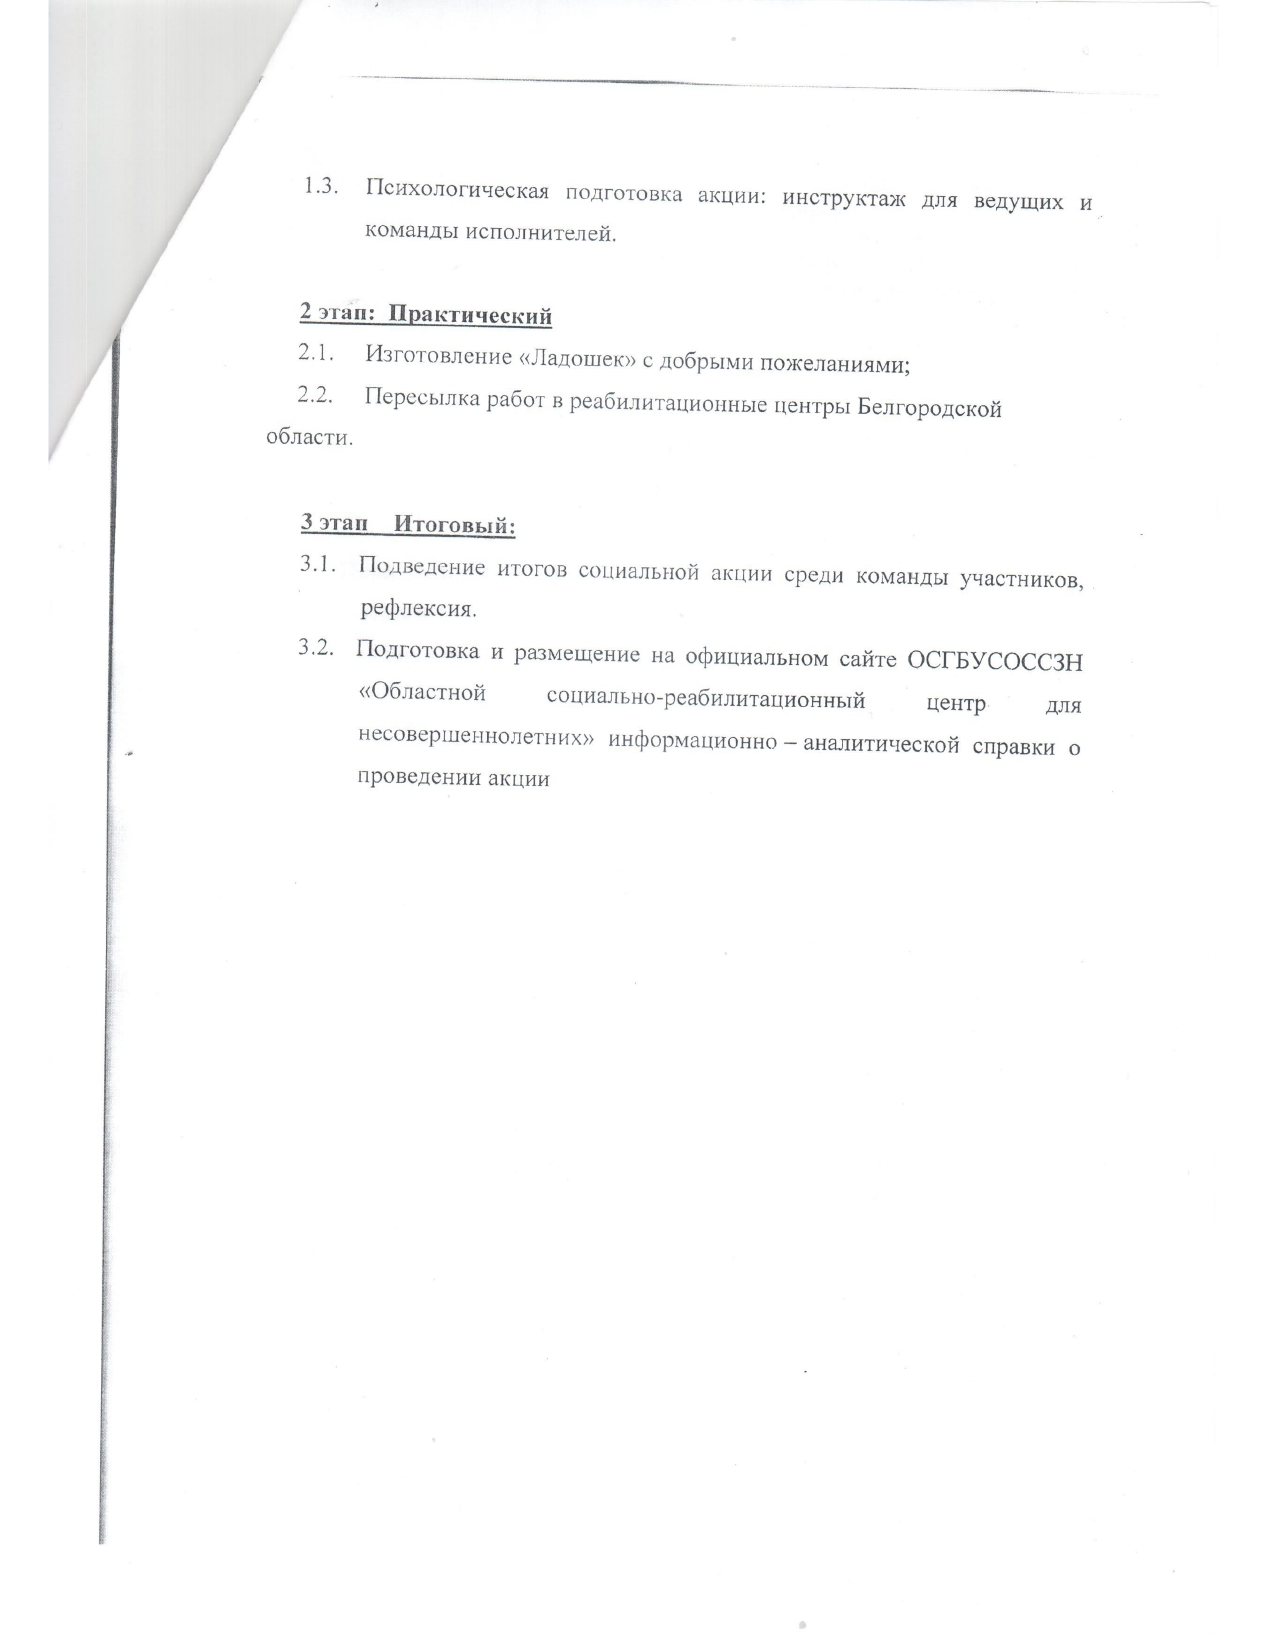 1.3. Психологическая подготовка акции: инструктаж для ведущих и
команды исполнителей.
2 этап: Практический
2.1. Изготовление «Ладошек» с добрыми пожеланиями;
2.2. Пересылка работ в реабилитационные центры Белгородской
области.
3 этап Итоговый:
3.1. Подведение итогов социальной акции среди команды участников,
рефлексия.
3.2. Подготовка и размещение на официальном сайте ОСГБУСОССЗН
«Областной социально-реабилитационный центр для
несовершеннолетних» информационно – аналитической справки о
проведении акции